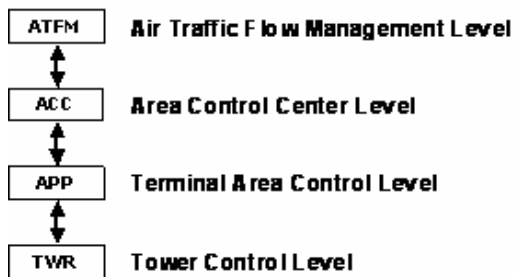 ATFM Air Traffic Flow Management Level
ACC Area Control Center Level
APP Terminal Area Control Level
TWR Tower Control Level